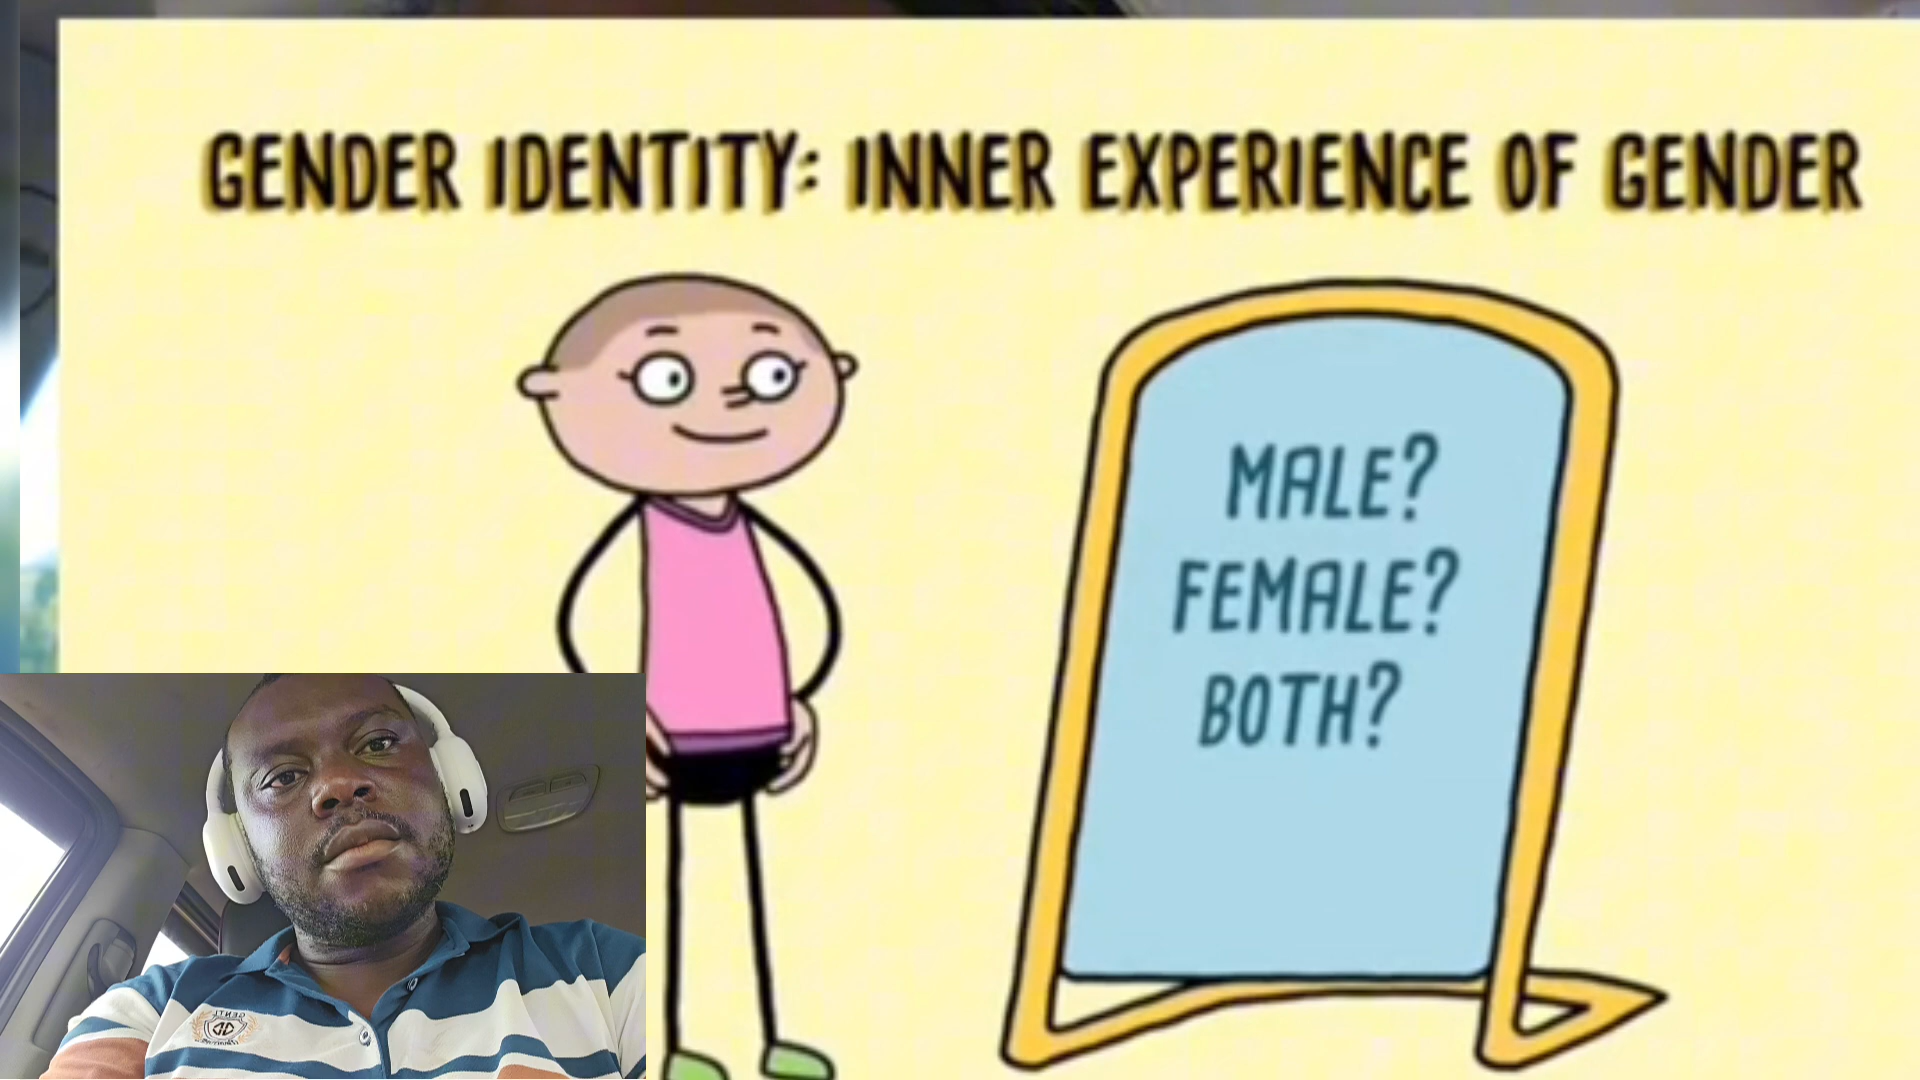 GENDER IDENTITY: INNER EXPERIENCE OF GENDER
MALE?
FEMALE?
BOTH?